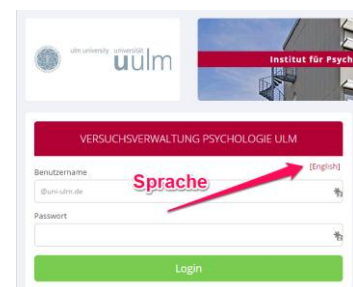 ulm university universität
uulm
Institut für Psych
VERSUCHSVERWALTUNG PSYCHOLOGIE ULM
[English]
Benutzername
Sprache
@uni-ulm.de
Passwort
Login